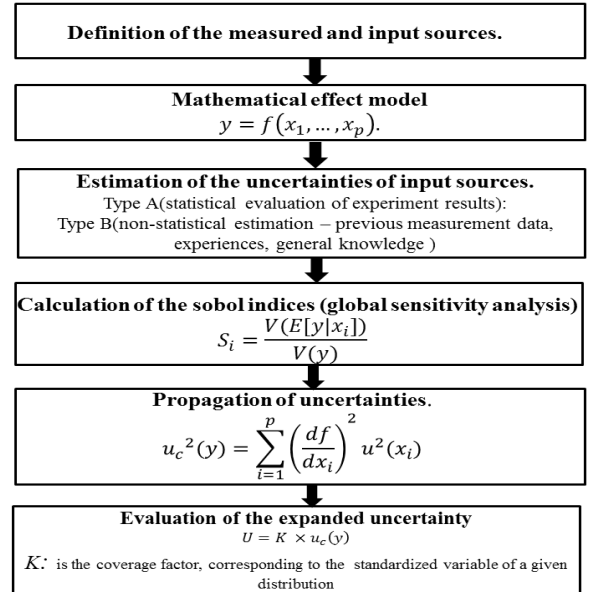 Definition of the measured and input sources.
Mathematical effect model
y = f(x₁, … , xₚ).
Estimation of the uncertainties of input sources.
Type A(statistical evaluation of experiment results):
Type B(non-statistical estimation – previous measurement data,
experiences, general knowledge )
Calculation of the sobol indices (global sensitivity analysis)
Sᵢ = V(E[y|xᵢ]) / V(y)
Propagation of uncertainties.
u_c²(y) = ∑_{i=1}^{p} (df/dxᵢ)² u²(xᵢ)
Evaluation of the expanded uncertainty
U = K × u_c(y)
K: is the coverage factor, corresponding to the standardized variable of a given
distribution